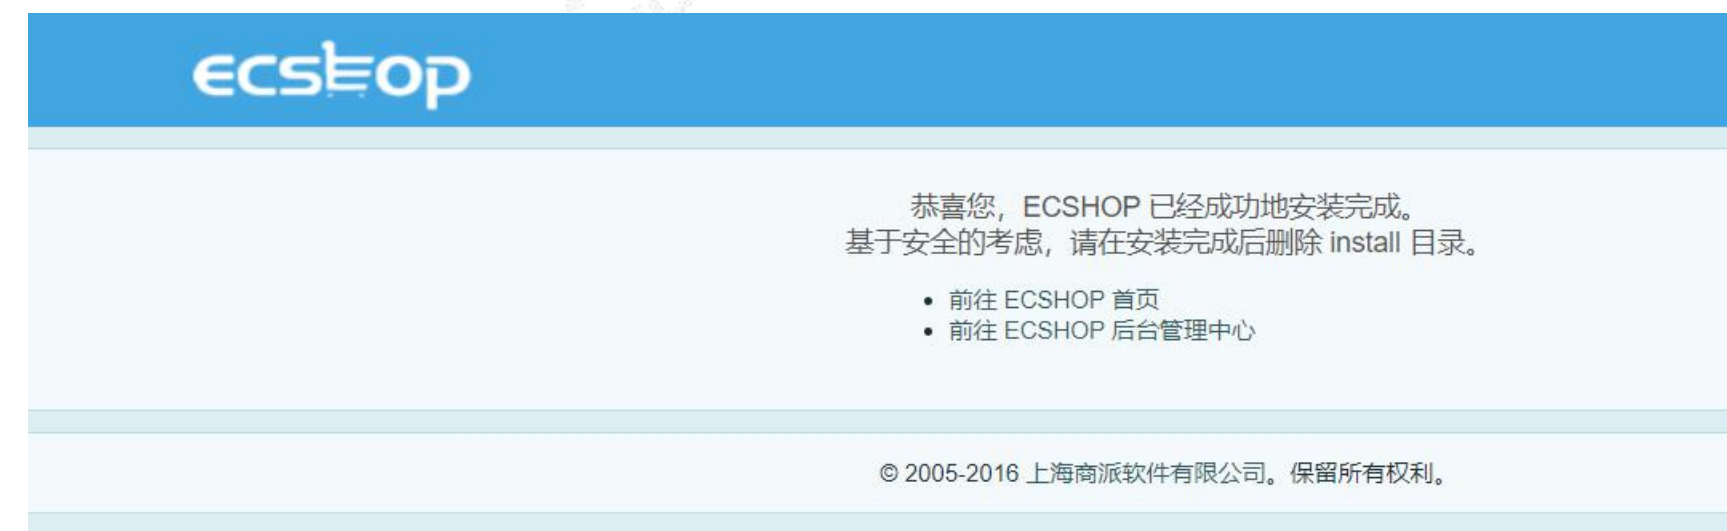 ecshop
恭喜您，ECSHOP 已经成功地安装完成。
基于安全的考虑，请在安装完成后删除 install 目录。
• 前往 ECSHOP 首页
• 前往 ECSHOP 后台管理中心
© 2005-2016 上海商派软件有限公司。保留所有权利。